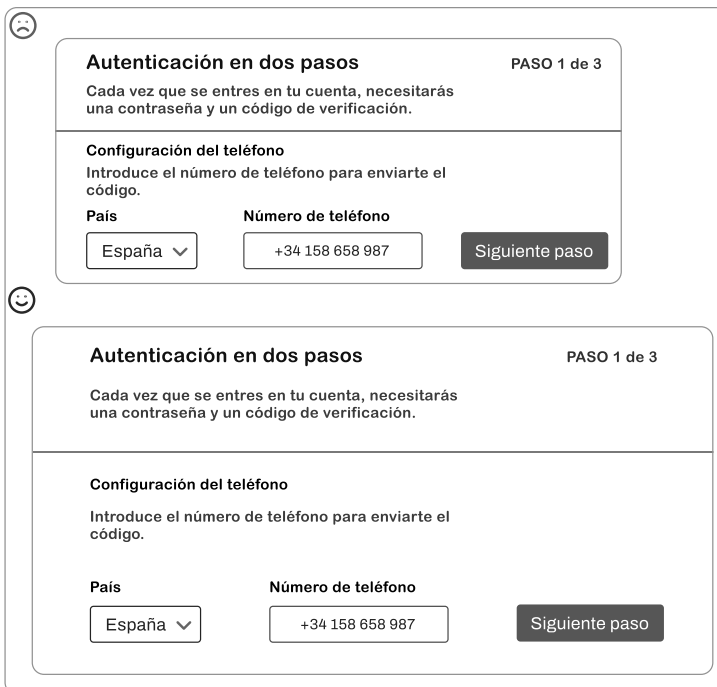 Autenticación en dos pasos
PASO 1 de 3
Cada vez que se entres en tu cuenta, necesitarás
una contraseña y un código de verificación.
Configuración del teléfono
Introduce el número de teléfono para enviarte el
código.
País
Número de teléfono
España
+34 158 658 987
Siguiente paso
Autenticación en dos pasos
PASO 1 de 3
Cada vez que se entres en tu cuenta, necesitarás
una contraseña y un código de verificación.
Configuración del teléfono
Introduce el número de teléfono para enviarte el
código.
País
Número de teléfono
España
+34 158 658 987
Siguiente paso